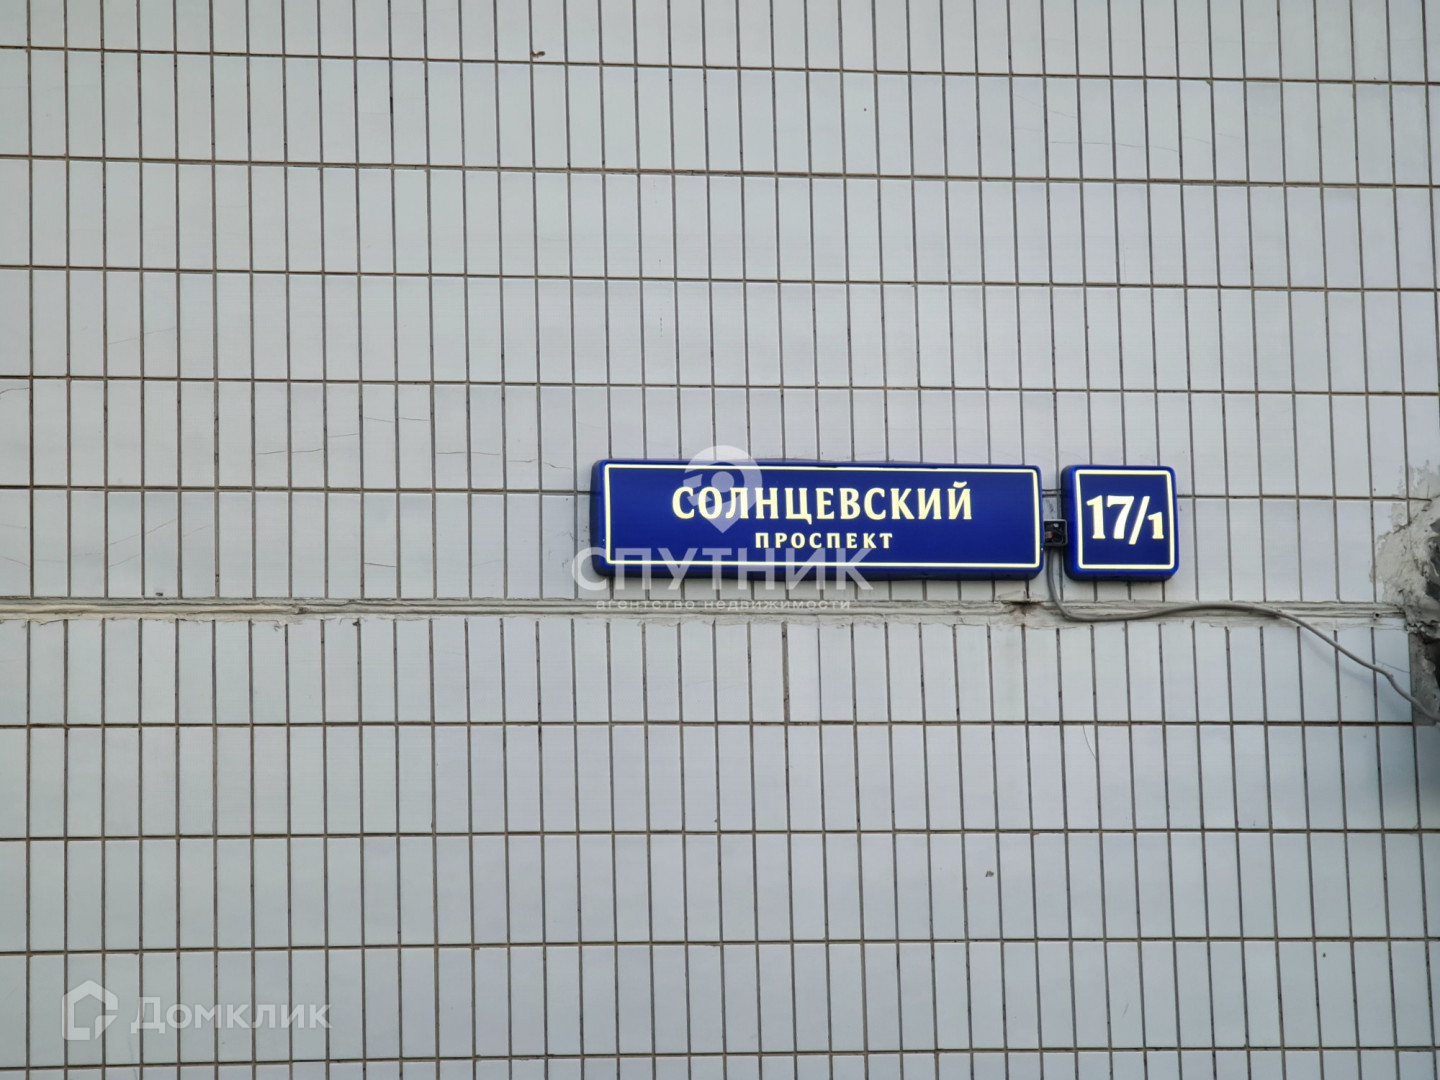 СОЛНЦЕВСКИЙ
ПРОСПЕКТ
17/1
СПУТНИК
агентство недвижимости
Домклик